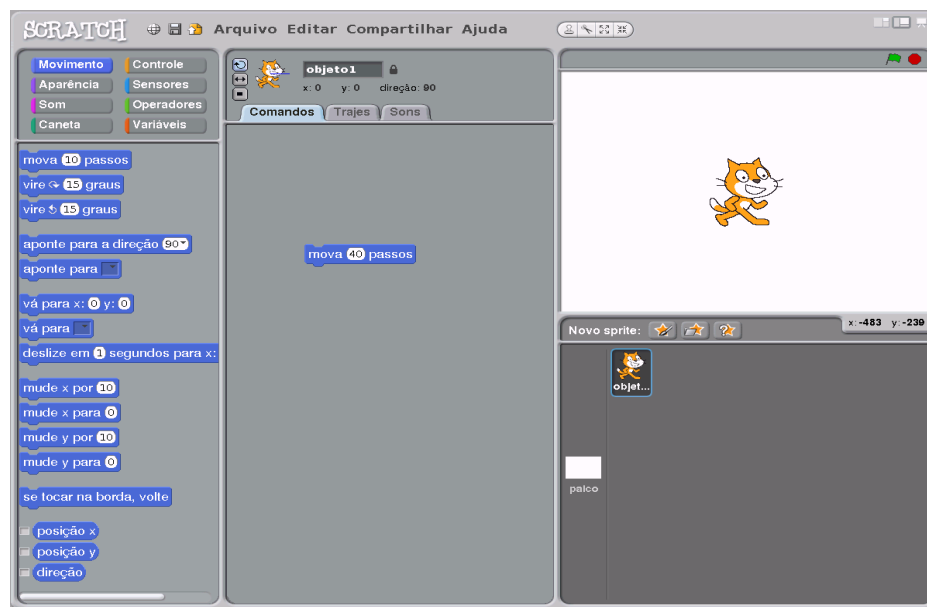 SCRATCH
Arquivo Editar Compartilhar Ajuda
Movimento Controle
Aparência Sensores
Som Operadores
Caneta Variáveis
mova 10 passos
vire 15 graus
vire 15 graus
aponte para a direção 90
aponte para
vá para x: 0 y: 0
vá para
deslize em 1 segundos para x:
mude x por 10
mude x para 0
mude y por 10
mude y para 0
se tocar na borda, volte
posição x
posição y
direção
objeto1
x: 0 y: 0 direção: 90
Comandos Trajes Sons
mova 40 passos
x: -483 y: -239
Novo sprite:
objet...
palco